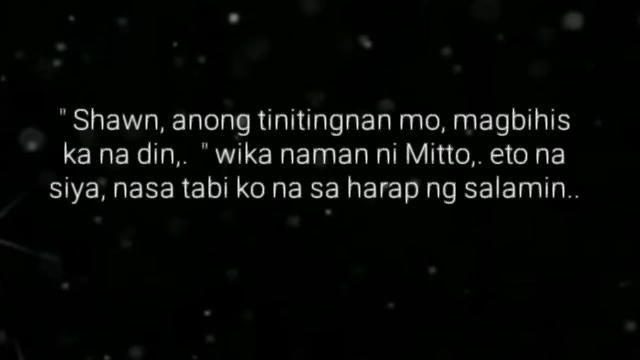 " Shawn, anong tinitingnan mo, magbihis
ka na din,.  " wika naman ni Mitto,. eto na
siya, nasa tabi ko na sa harap ng salamin..